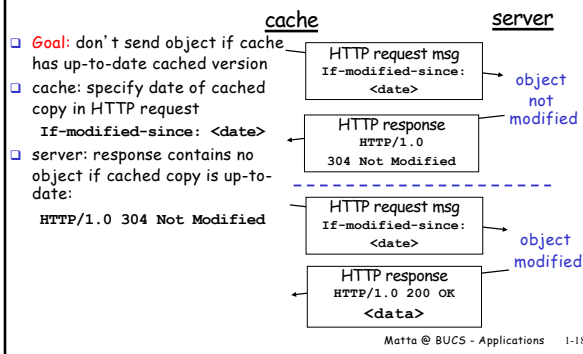 cache
server
Goal: don't send object if cache
has up-to-date cached version
cache: specify date of cached
copy in HTTP request
If-modified-since: <date>
server: response contains no
object if cached copy is up-to-
date:
HTTP/1.0 304 Not Modified
HTTP request msg
If-modified-since:
<date>
object
not
modified
HTTP response
HTTP/1.0
304 Not Modified
HTTP request msg
If-modified-since:
<date>
object
modified
HTTP response
HTTP/1.0 200 OK
<data>
Matta @ BUCS - Applications